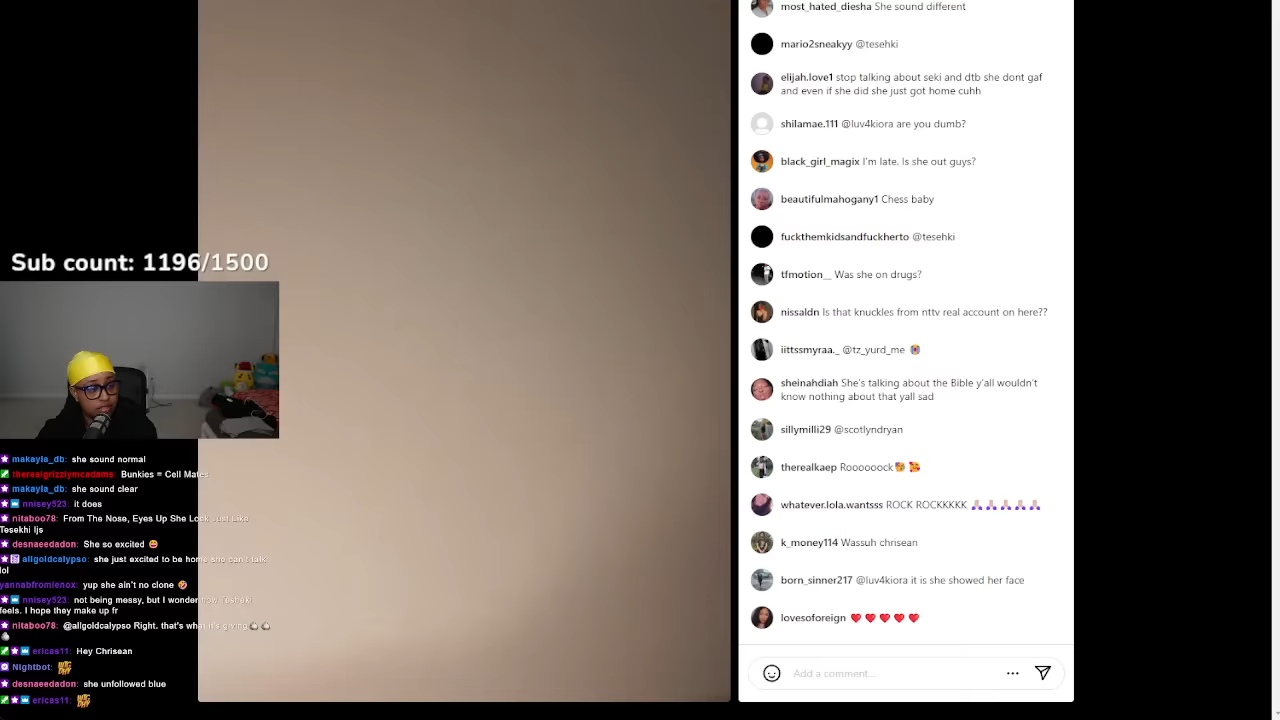 Sub count: 1196/1500
makayla_db: she sound normal
therealgrizzlymcadams: Bunkies = Cell Mates
makayla_db: she sound clear
nnisey523: it does
nitaboo78: From The Nose, Eyes Up She Look Just Like
Tesekhi Ijs
desnaeedadon: She so excited
allgoldcalypso: she just excited to be home she can't talk
lol
yannabfromlenox: yup she ain't no clone
nnisey523: not being messy, but I wonder how Tesheki
feels. I hope they make up fr
nitaboo78: @allgoldcalypso Right. that's what it's giving
ericas11: Hey Chrisean
Nightbot:
desnaeedadon: she unfollowed blue
ericas11:
most_hated_diesha She sound different
mario2sneakyy @tesehki
elijah.love1 stop talking about seki and dtb she dont gaf
and even if she did she just got home cuhh
shilamae.111 @luv4kiora are you dumb?
black_girl_magix I'm late. Is she out guys?
beautifulmahogany1 Chess baby
fuckthemkidsandfuckherto @tesehki
tfmotion__ Was she on drugs?
nissaldn Is that knuckles from nttv real account on here??
iittssmyraa._ @tz_yurd_me
sheinahdiah She's talking about the Bible y'all wouldn't
know nothing about that yall sad
sillymilli29 @scotlyndryan
therealkaep Roooooock
whatever.lola.wantsss ROCK ROCKKKKK
k_money114 Wassuh chrisean
born_sinner217 @luv4kiora it is she showed her face
lovesoforeign
Add a comment...